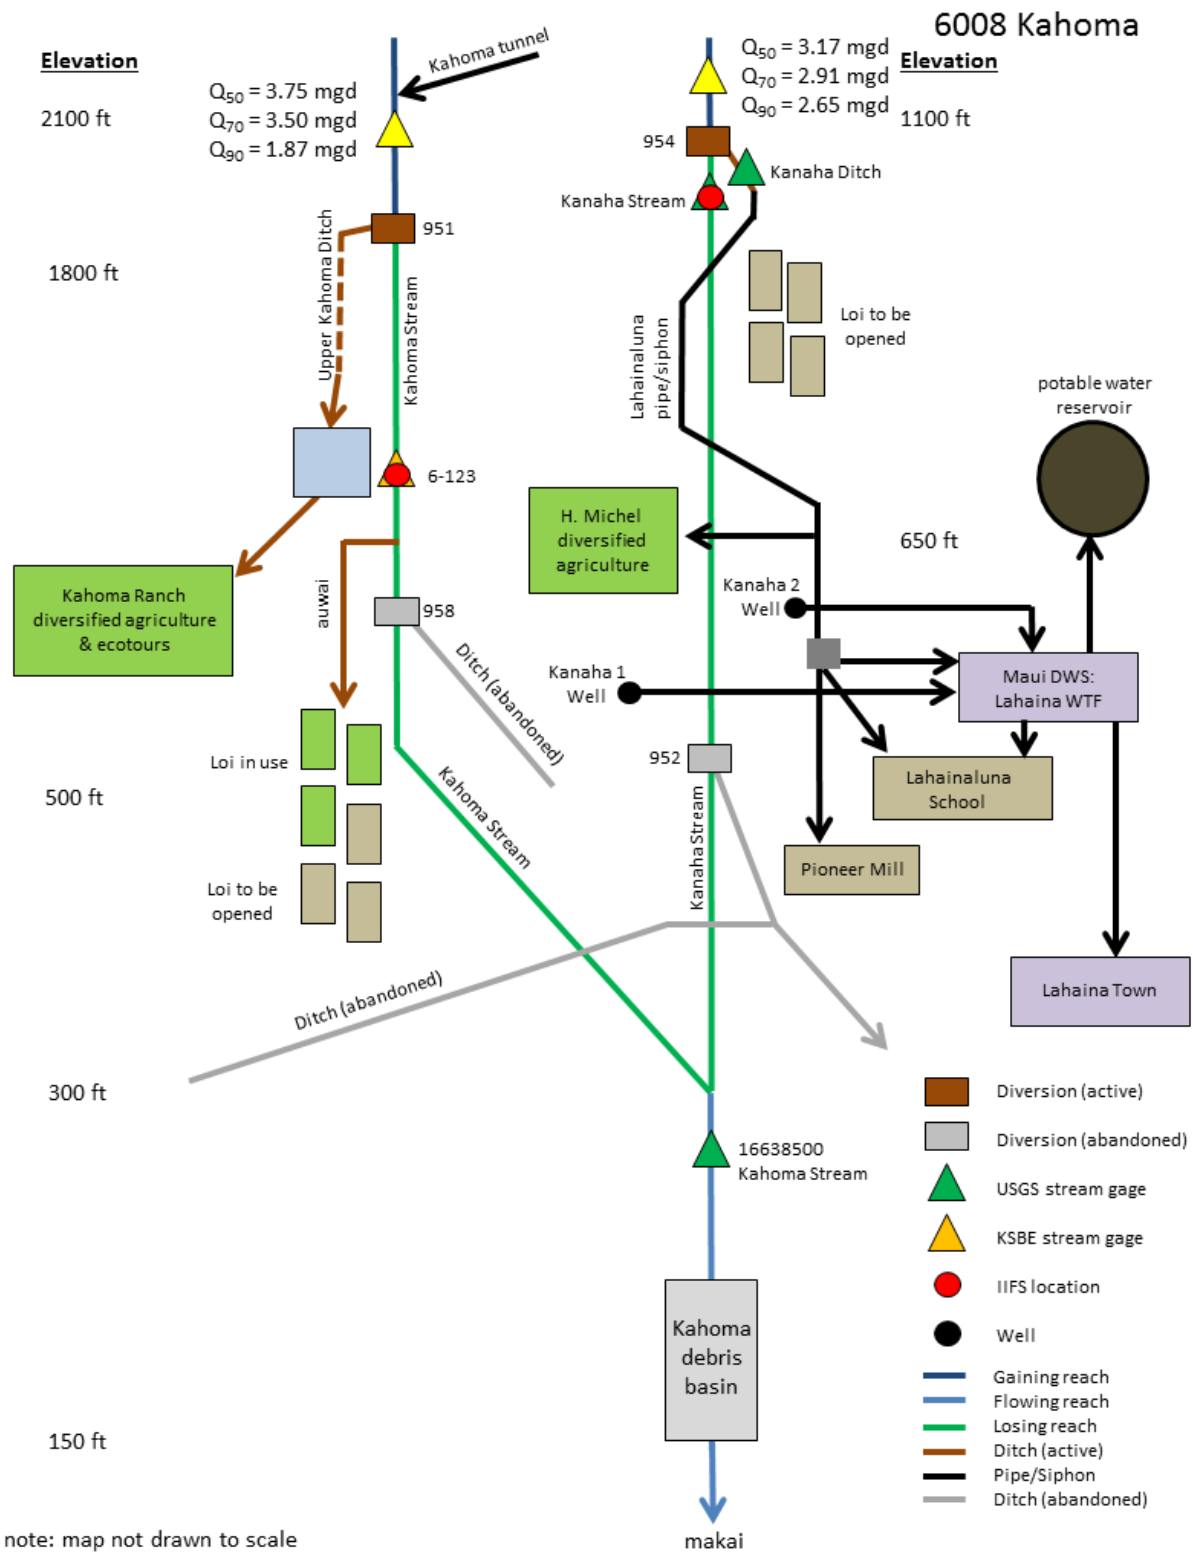 6008 Kahoma
Elevation
2100 ft
1800 ft
500 ft
300 ft
150 ft
Elevation
1100 ft
650 ft
Kahoma tunnel
Q50 = 3.75 mgd
Q70 = 3.50 mgd
Q90 = 1.87 mgd
Q50 = 3.17 mgd
Q70 = 2.91 mgd
Q90 = 2.65 mgd
951
Upper Kahoma Ditch
Kahoma Stream
6-123
Kahoma Ranch
diversified agriculture
& ecotours
auwai
958
Ditch (abandoned)
Loi in use
Loi to be
opened
Kahoma Stream
Ditch (abandoned)
954
Kanaha Ditch
Kanaha Stream
Lahainaluna
pipe/siphon
Loi to be
opened
potable water
reservoir
H. Michel
diversified
agriculture
Kanaha 2
Well
Kanaha 1
Well
Maui DWS:
Lahaina WTF
952
Kanaha Stream
Lahainaluna
School
Pioneer Mill
Lahaina Town
16638500
Kahoma Stream
Kahoma
debris
basin
makai
Diversion (active)
Diversion (abandoned)
USGS stream gage
KSBE stream gage
IIFS location
Well
Gaining reach
Flowing reach
Losing reach
Ditch (active)
Pipe/Siphon
Ditch (abandoned)
note: map not drawn to scale